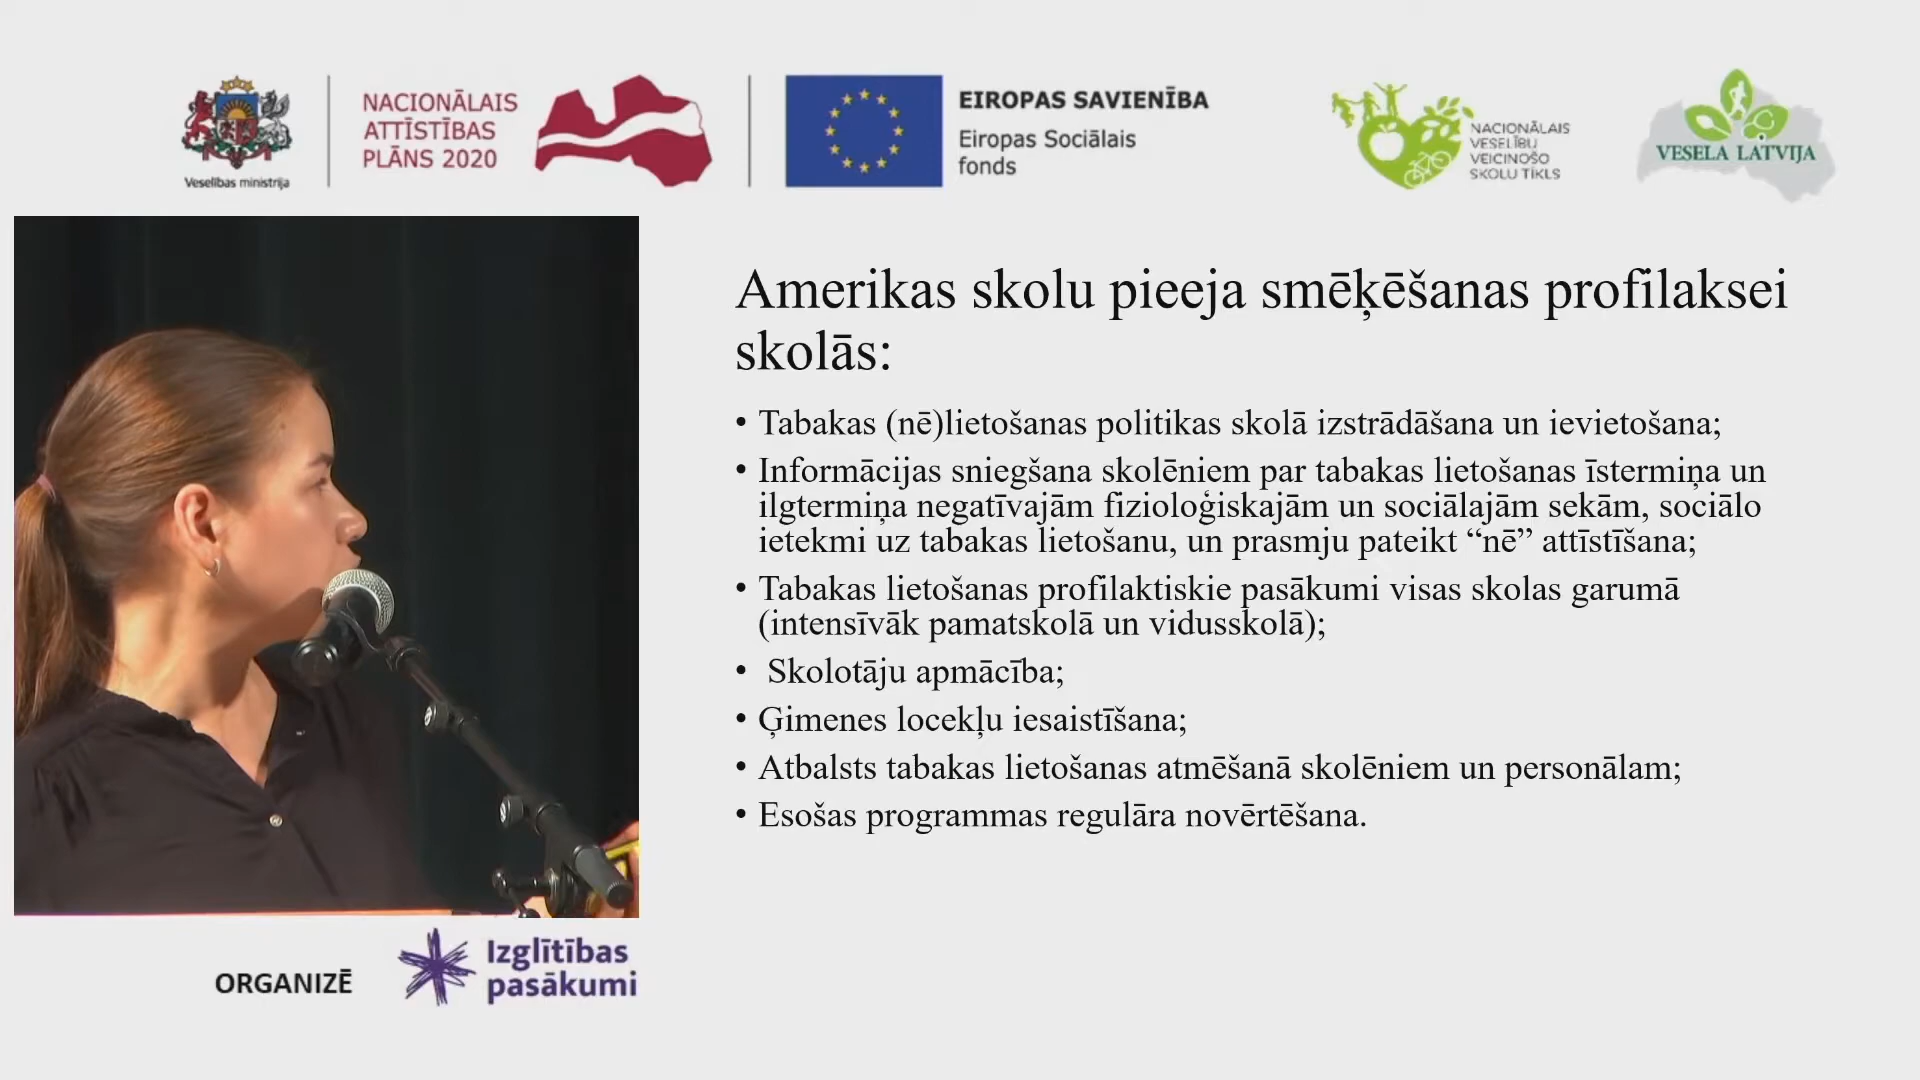 Veselības ministrija
NACIONĀLAIS
ATTĪSTĪBAS
PLĀNS 2020
EIROPAS SAVIENĪBA
Eiropas Sociālais
fonds
NACIONĀLAIS
VESELĪBU
VEICINOŠO
SKOLU TĪKLS
VESELA LATVIJA
Amerikas skolu pieeja smēķēšanas profilaksei
skolās:
• Tabakas (nē)lietošanas politikas skolā izstrādāšana un ievietošana;
• Informācijas sniegšana skolēniem par tabakas lietošanas īstermiņa un
ilgtermiņa negatīvajām fizioloģiskajām un sociālajām sekām, sociālo
ietekmi uz tabakas lietošanu, un prasmju pateikt “nē” attīstīšana;
• Tabakas lietošanas profilaktiskie pasākumi visas skolas garumā
(intensīvāk pamatskolā un vidusskolā);
• Skolotāju apmācība;
• Ģimenes locekļu iesaistīšana;
• Atbalsts tabakas lietošanas atmēšanā skolēniem un personālam;
• Esošas programmas regulāra novērtēšana.
ORGANIZĒ
Izglītības
pasākumi